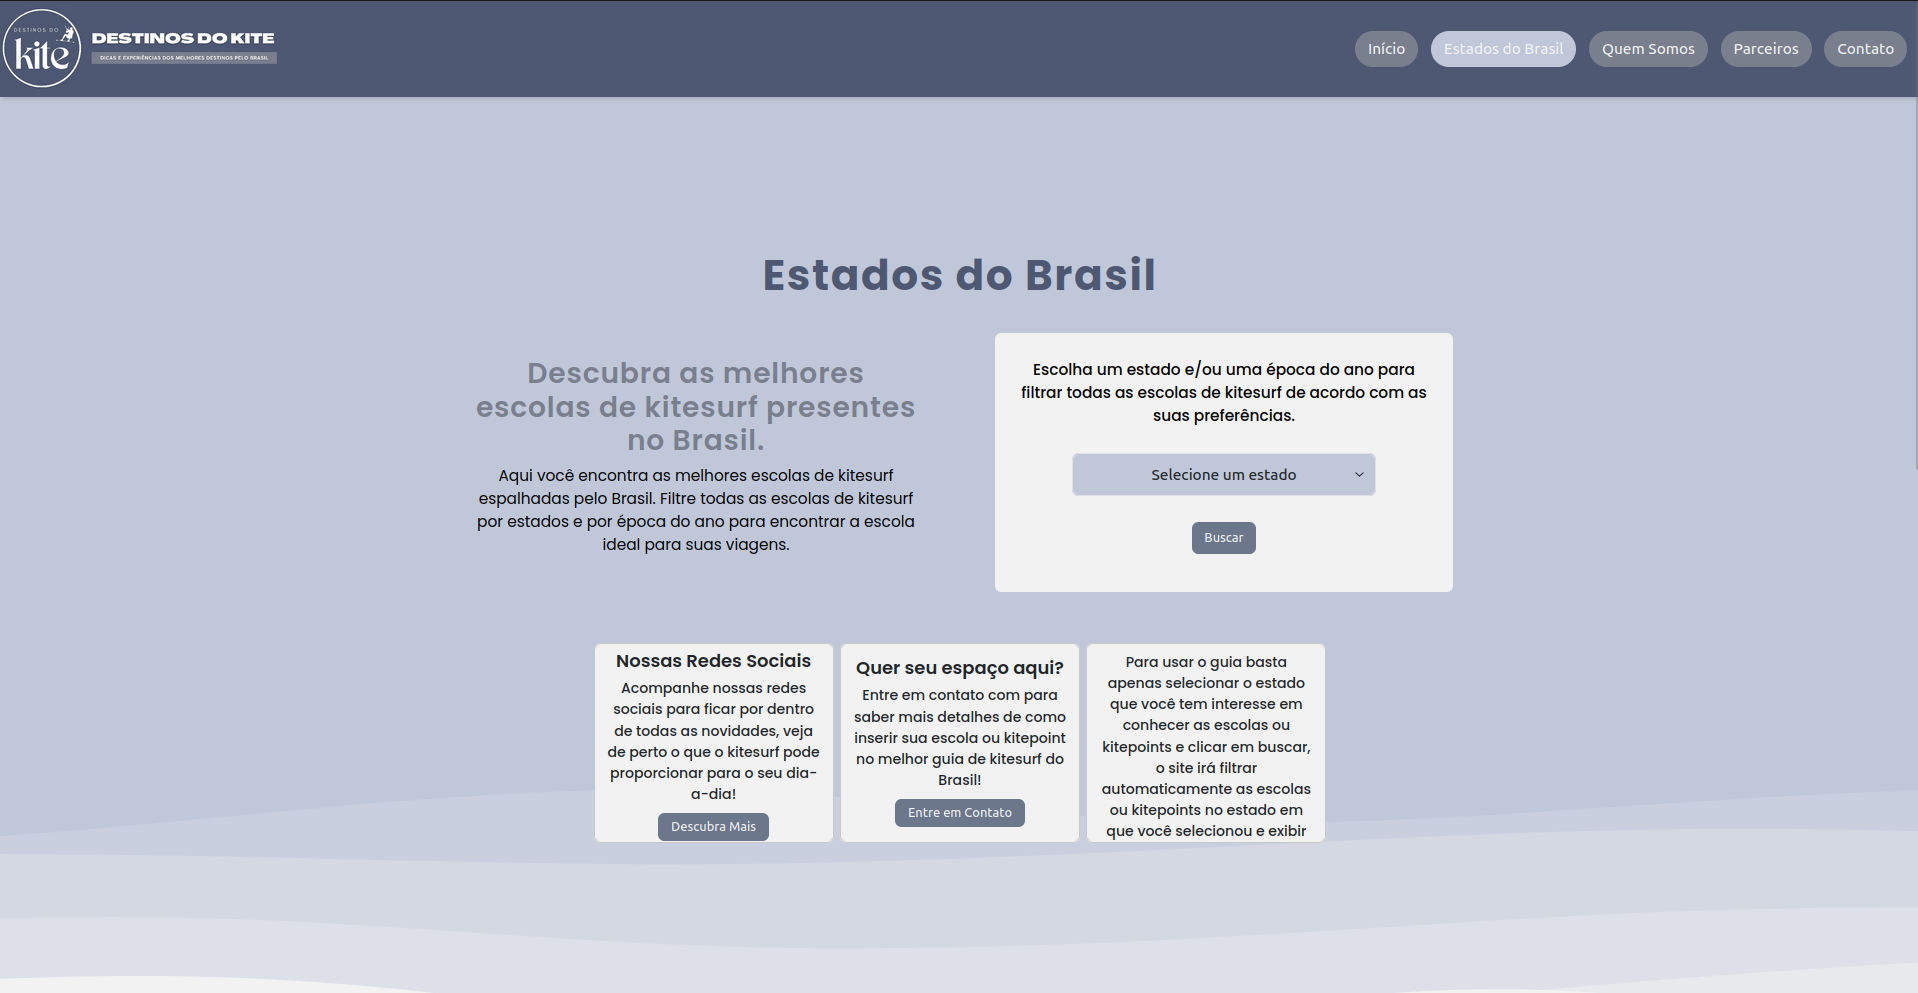 DESTINOS DO
kite
DESTINOS DO KITE
DICAS E EXPERIÊNCIAS DOS MELHORES DESTINOS PELO BRASIL
Início
Estados do Brasil
Quem Somos
Parceiros
Contato
Estados do Brasil
Descubra as melhores
escolas de kitesurf presentes
no Brasil.
Aqui você encontra as melhores escolas de kitesurf
espalhadas pelo Brasil. Filtre todas as escolas de kitesurf
por estados e por época do ano para encontrar a escola
ideal para suas viagens.
Escolha um estado e/ou uma época do ano para
filtrar todas as escolas de kitesurf de acordo com as
suas preferências.
Selecione um estado
Buscar
Nossas Redes Sociais
Acompanhe nossas redes
sociais para ficar por dentro
de todas as novidades, veja
de perto o que o kitesurf pode
proporcionar para o seu dia-
a-dia!
Descubra Mais
Quer seu espaço aqui?
Entre em contato com para
saber mais detalhes de como
inserir sua escola ou kitepoint
no melhor guia de kitesurf do
Brasil!
Entre em Contato
Para usar o guia basta
apenas selecionar o estado
que você tem interesse em
conhecer as escolas ou
kitepoints e clicar em buscar,
o site irá filtrar
automaticamente as escolas
ou kitepoints no estado em
que você selecionou e exibir